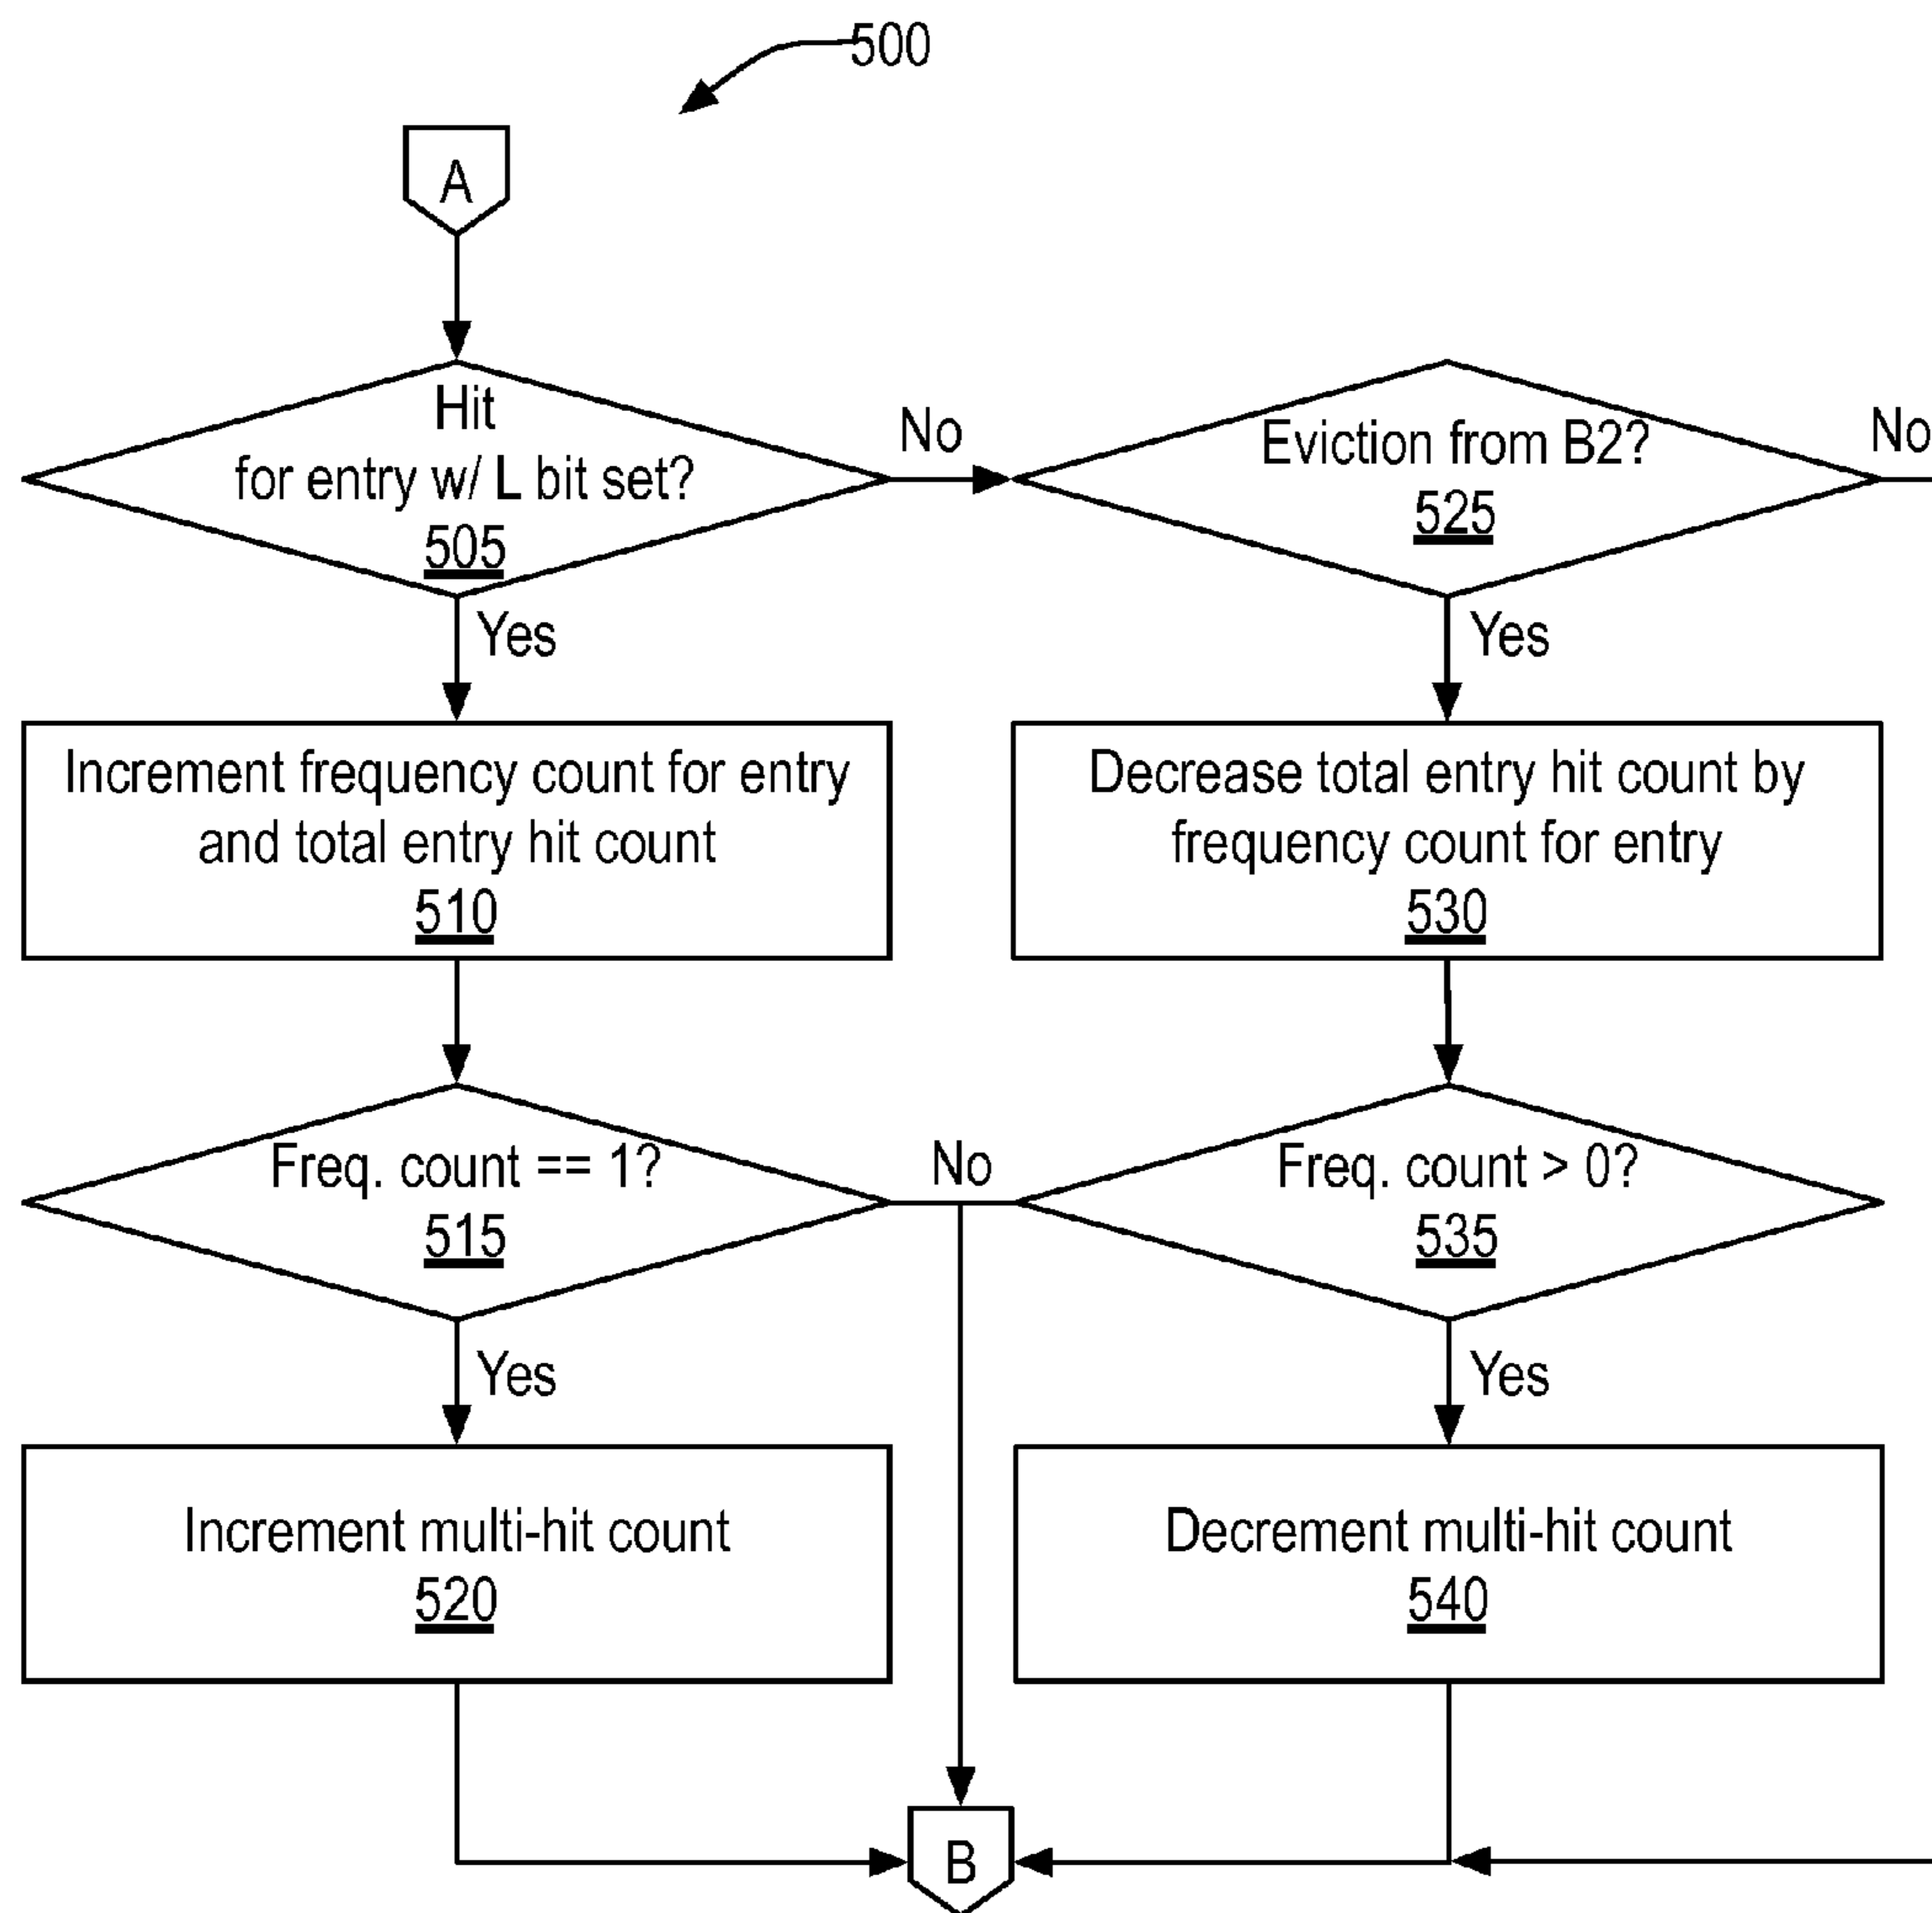 500
A
Hit
for entry w/ L bit set?
505
No
Eviction from B2?
525
No
Yes
Yes
Increment frequency count for entry
and total entry hit count
510
Decrease total entry hit count by
frequency count for entry
530
Freq. count == 1?
515
No
Freq. count > 0?
535
Yes
Yes
Increment multi-hit count
520
Decrement multi-hit count
540
B